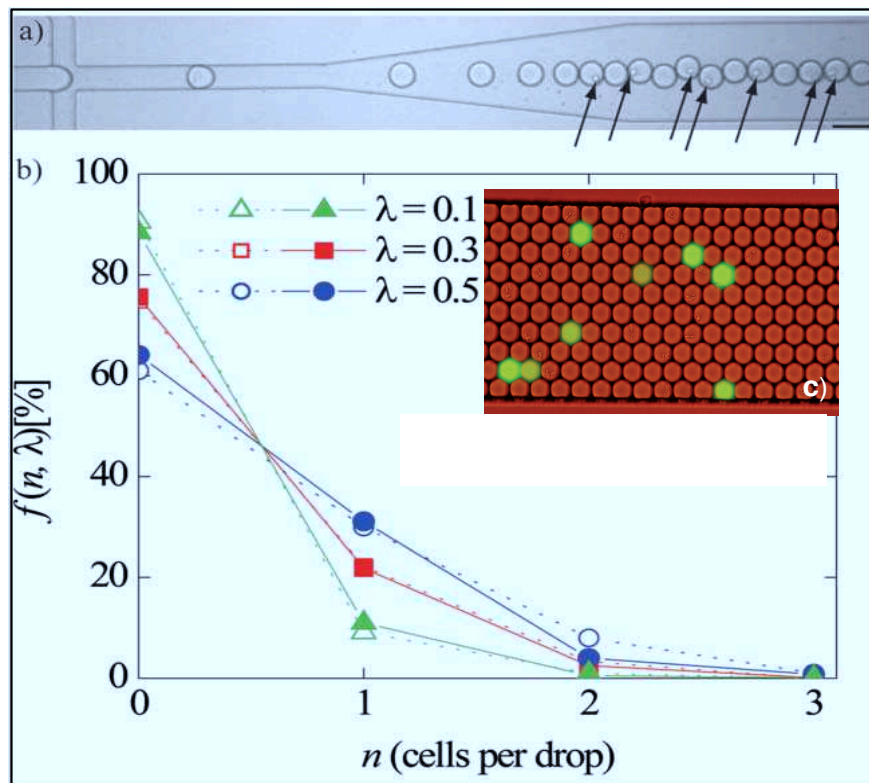 a)
b)
100
80
60
40
20
0
f(n, λ)[%]
λ = 0.1
λ = 0.3
λ = 0.5
c)
0
1
2
3
n (cells per drop)